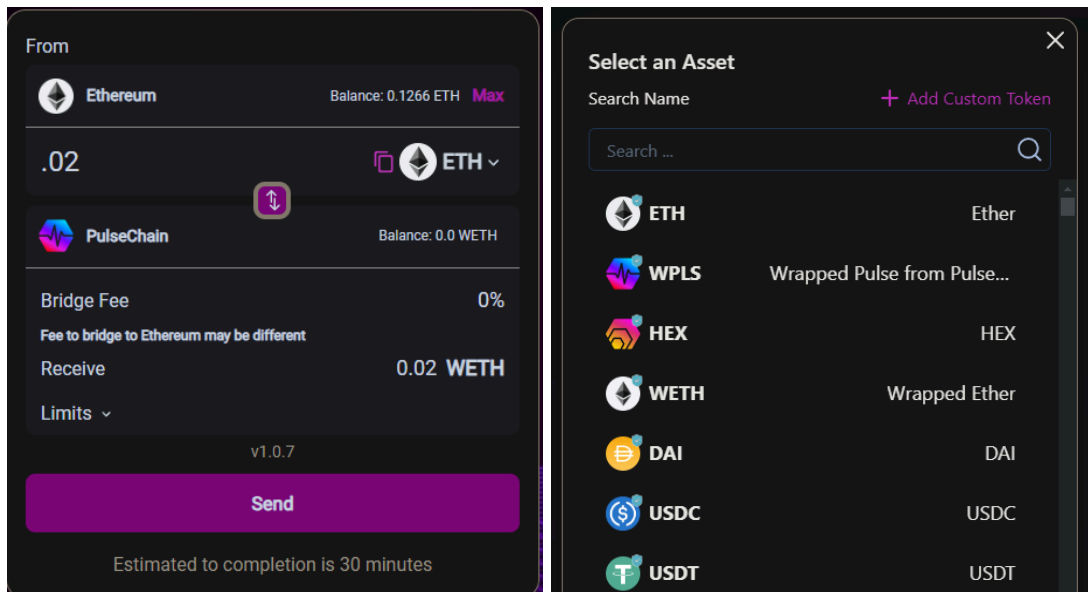 From
Ethereum Balance: 0.1266 ETH Max
.02 ETH
PulseChain Balance: 0.0 WETH
Bridge Fee 0%
Fee to bridge to Ethereum may be different
Receive 0.02 WETH
Limits
v1.0.7
Send
Estimated to completion is 30 minutes
Select an Asset
Search Name + Add Custom Token
Search ...
ETH Ether
WPLS Wrapped Pulse from Pulse...
HEX HEX
WETH Wrapped Ether
DAI DAI
USDC USDC
USDT USDT